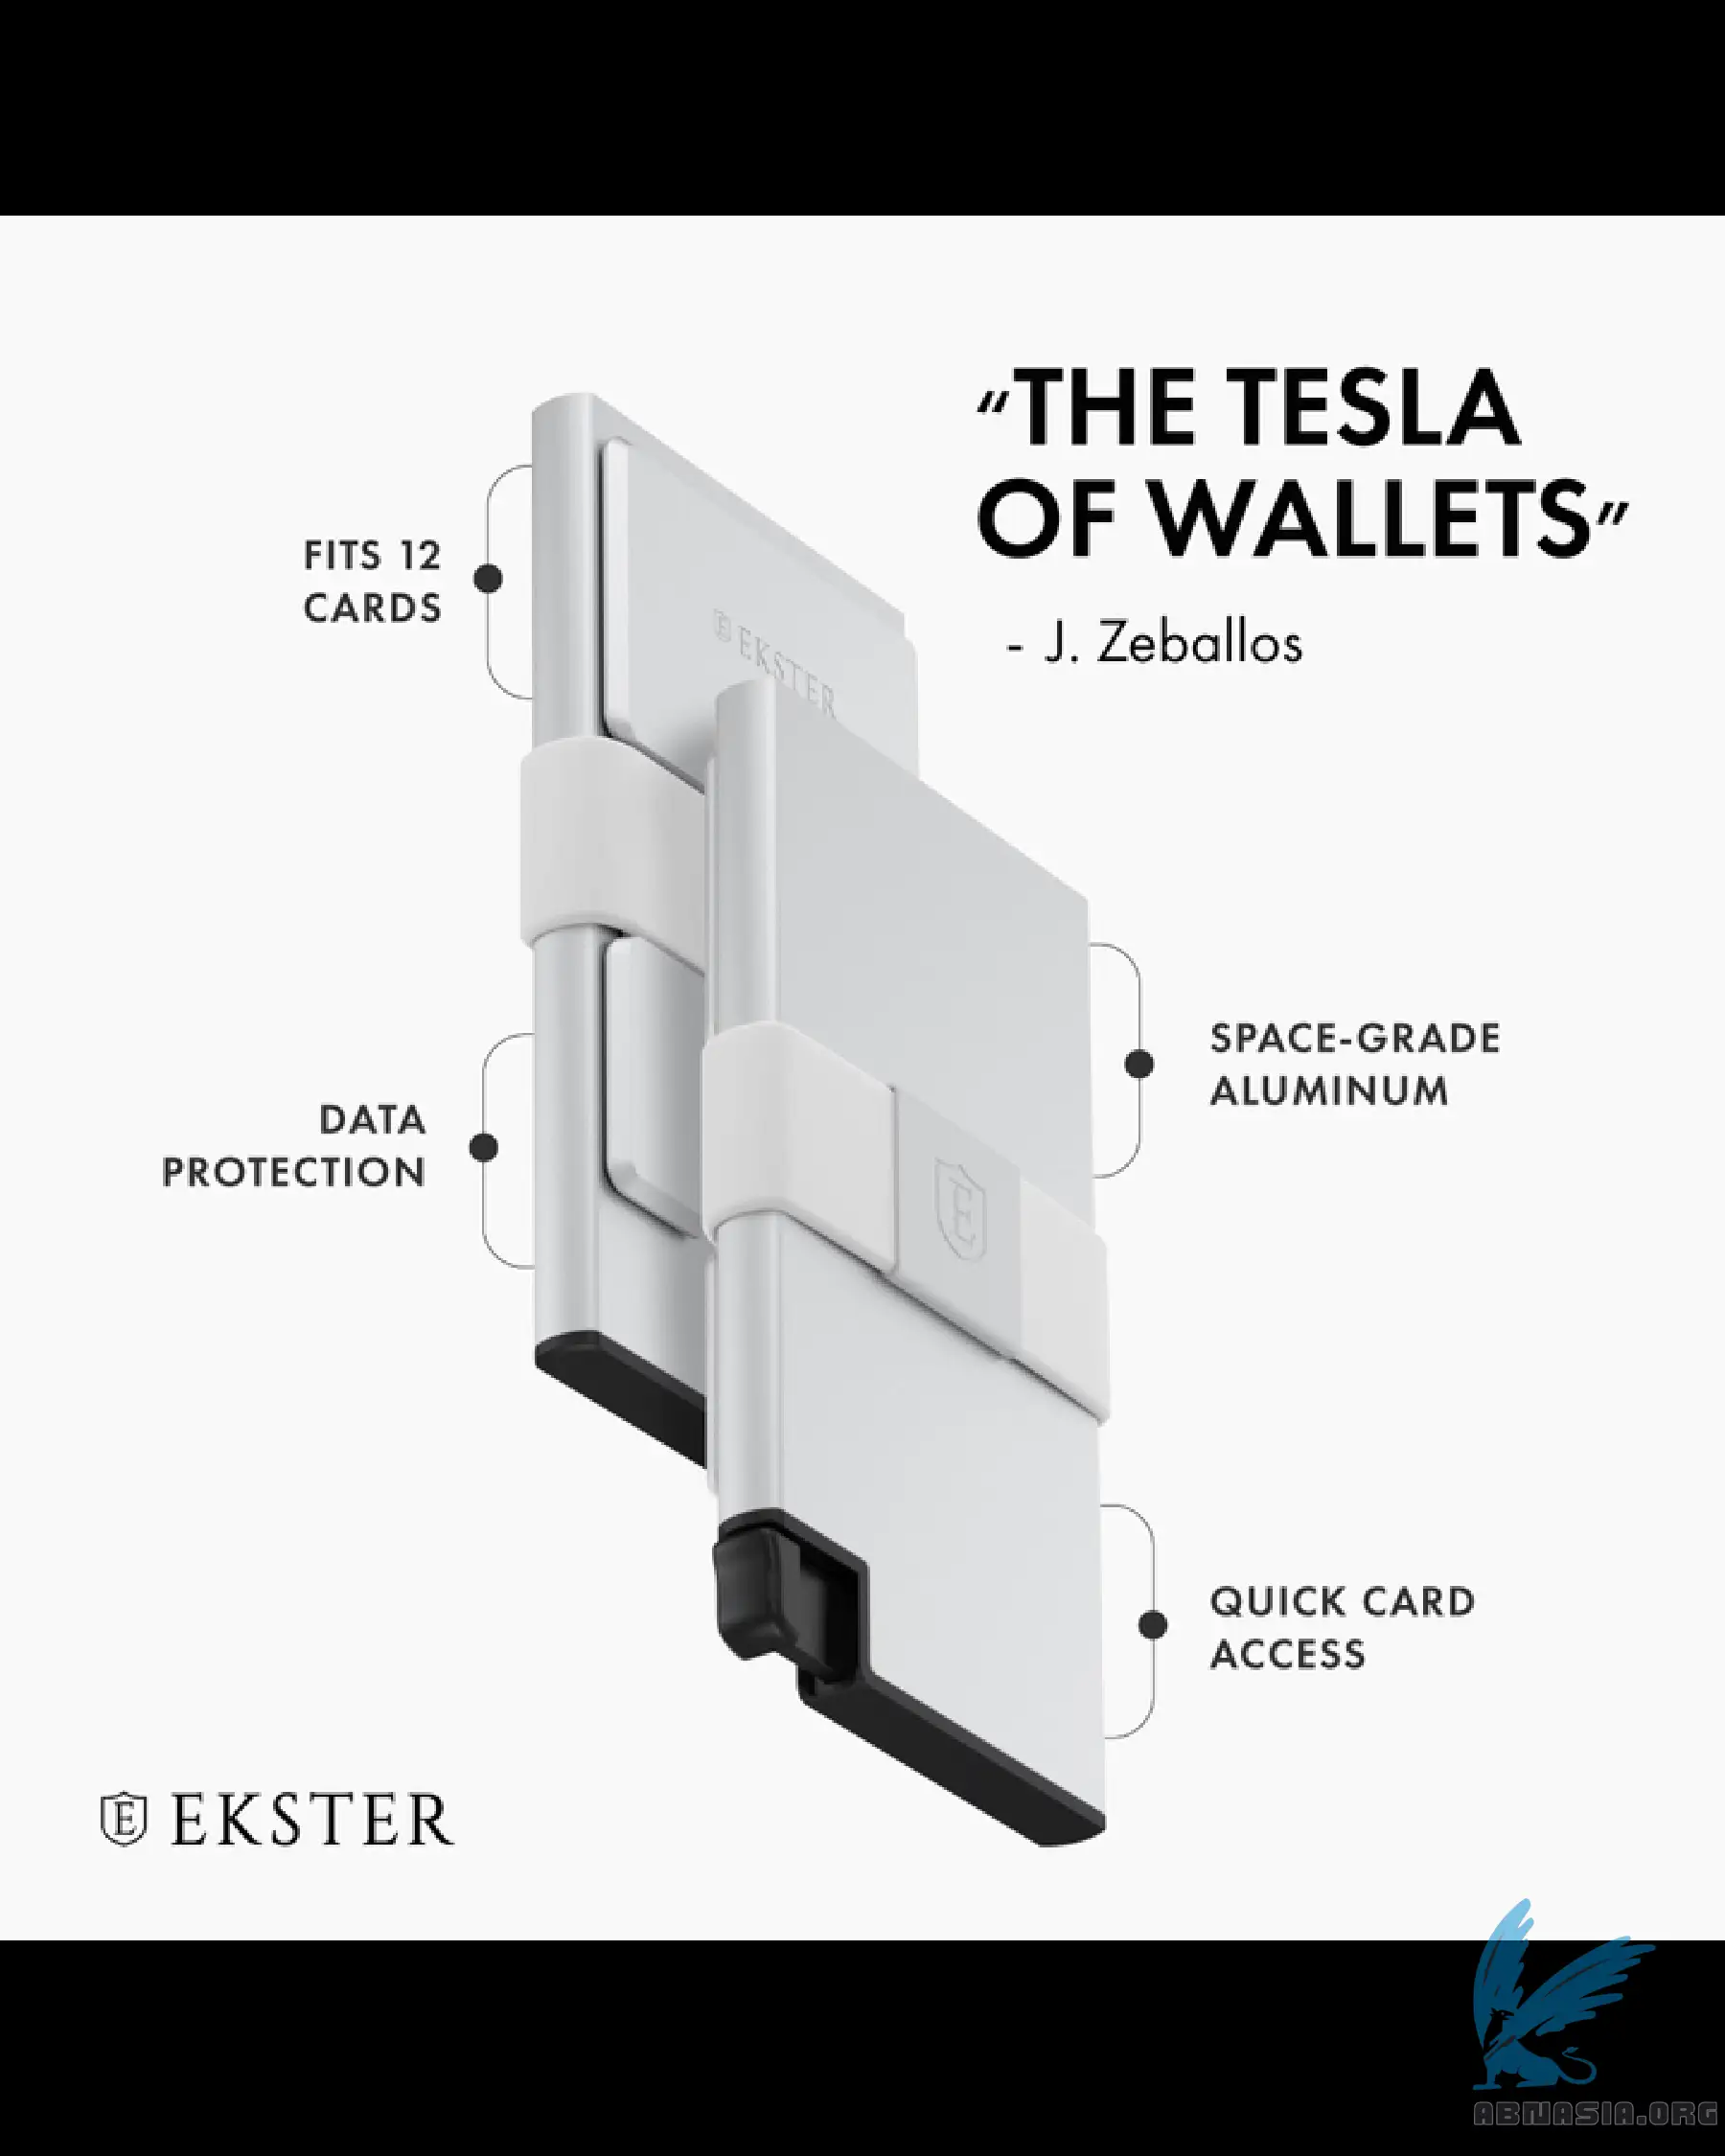 "THE TESLA
OF WALLETS"
- J. Zeballos
FITS 12
CARDS
EKSTER
SPACE-GRADE
ALUMINUM
DATA
PROTECTION
E
QUICK CARD
ACCESS
E EKSTER
ABNASIA.ORG